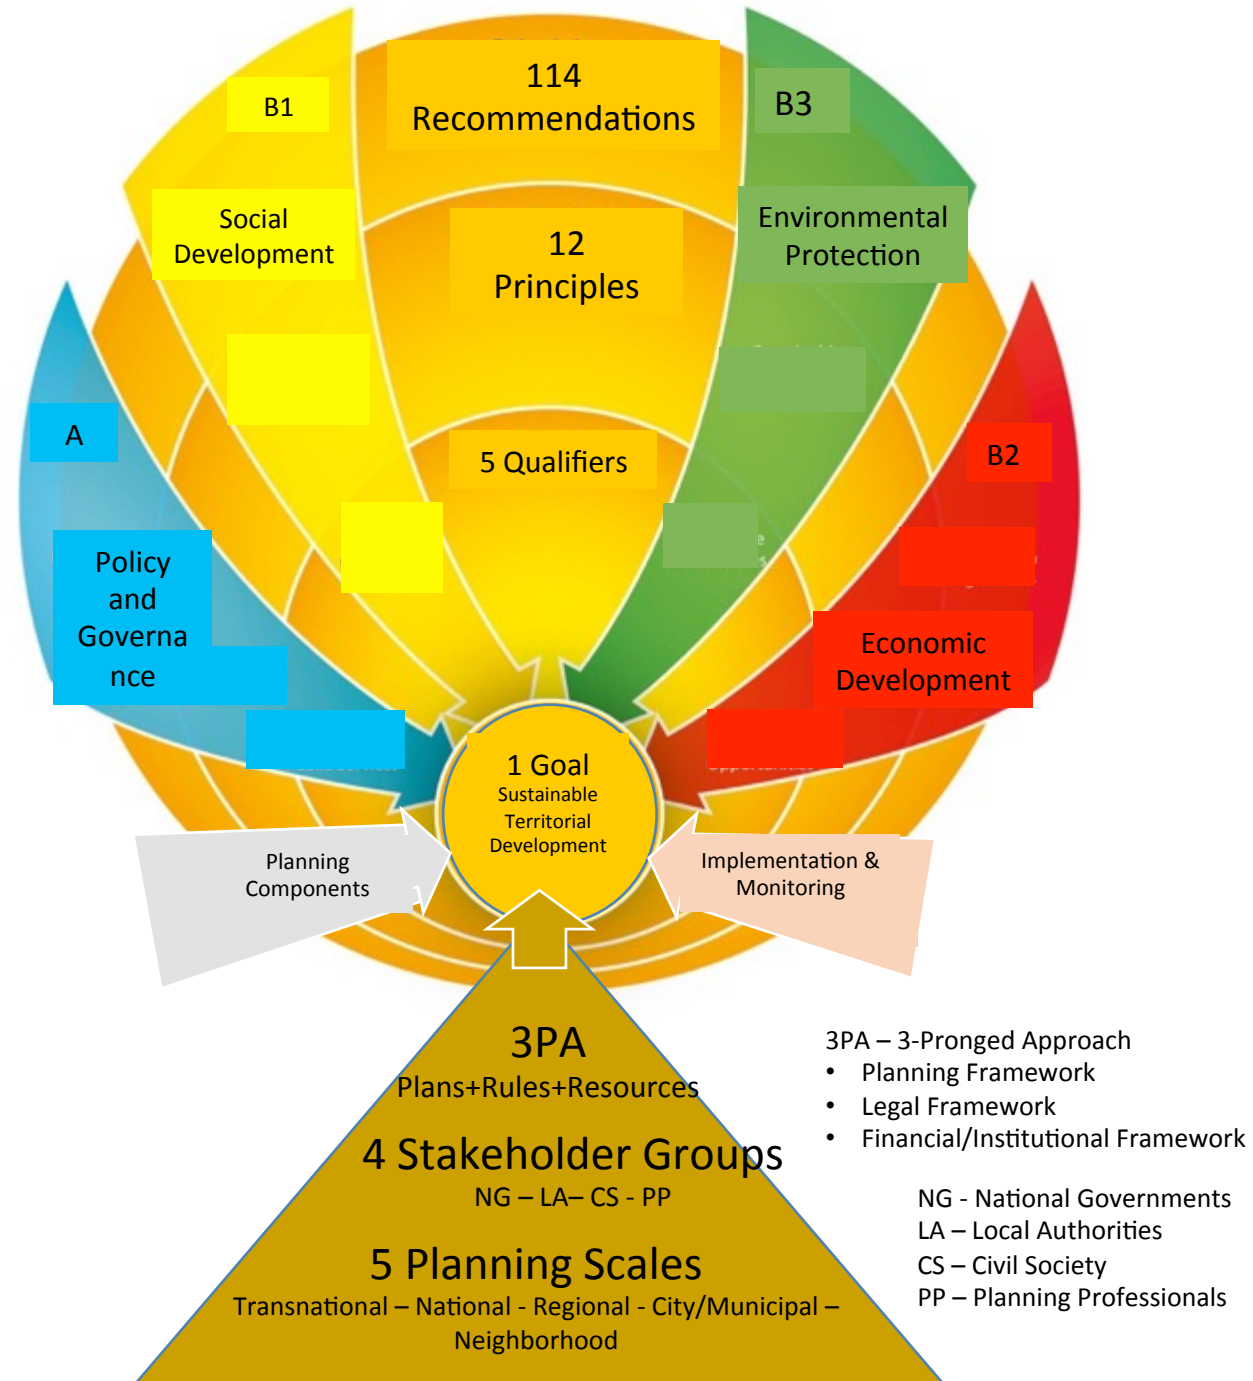 114
Recommendations
B1
B3
Social
Development
12
Principles
Environmental
Protection
A
5 Qualifiers
B2
Policy
and
Governa
nce
Economic
Development
1 Goal
Sustainable
Territorial
Development
Planning
Components
Implementation &
Monitoring
3PA
Plans+Rules+Resources
4 Stakeholder Groups
NG – LA– CS - PP
5 Planning Scales
Transnational – National - Regional - City/Municipal –
Neighborhood
3PA – 3-Pronged Approach
• Planning Framework
• Legal Framework
• Financial/Institutional Framework
NG - National Governments
LA – Local Authorities
CS – Civil Society
PP – Planning Professionals